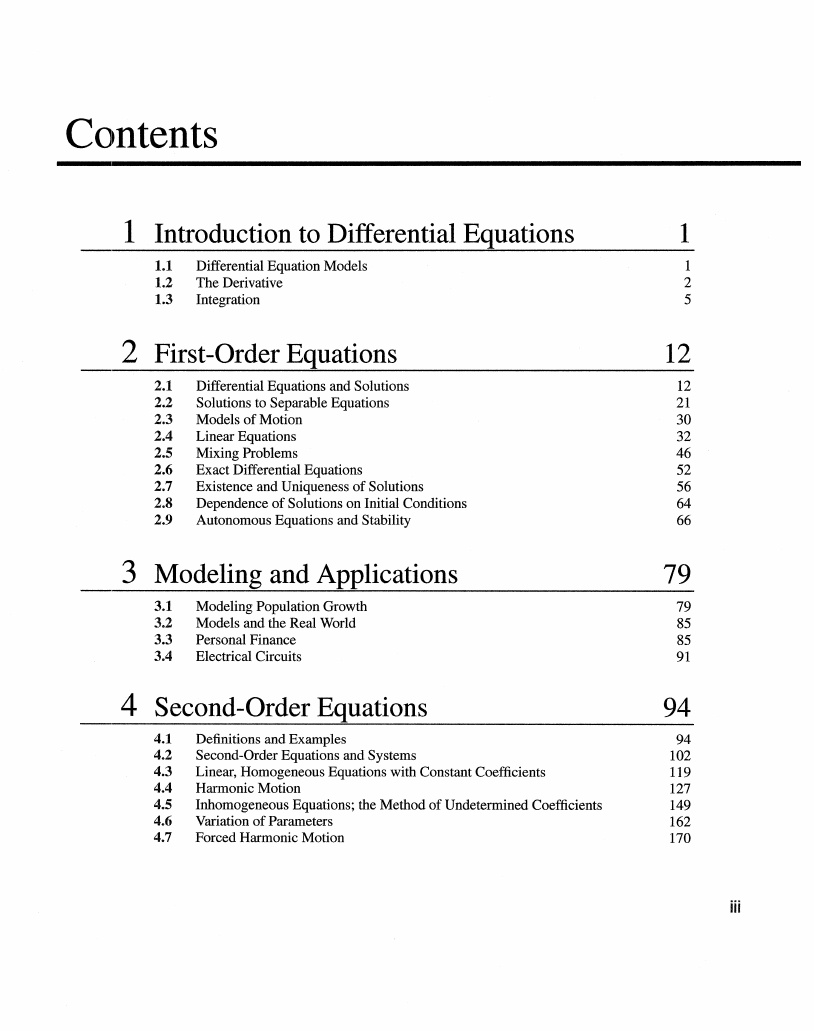 Contents
1 Introduction to Differential Equations 1
1.1 Differential Equation Models 1
1.2 The Derivative 2
1.3 Integration 5
2 First-Order Equations 12
2.1 Differential Equations and Solutions 12
2.2 Solutions to Separable Equations 21
2.3 Models of Motion 30
2.4 Linear Equations 32
2.5 Mixing Problems 46
2.6 Exact Differential Equations 52
2.7 Existence and Uniqueness of Solutions 56
2.8 Dependence of Solutions on Initial Conditions 64
2.9 Autonomous Equations and Stability 66
3 Modeling and Applications 79
3.1 Modeling Population Growth 79
3.2 Models and the Real World 85
3.3 Personal Finance 85
3.4 Electrical Circuits 91
4 Second-Order Equations 94
4.1 Definitions and Examples 94
4.2 Second-Order Equations and Systems 102
4.3 Linear, Homogeneous Equations with Constant Coefficients 119
4.4 Harmonic Motion 127
4.5 Inhomogeneous Equations; the Method of Undetermined Coefficients 149
4.6 Variation of Parameters 162
4.7 Forced Harmonic Motion 170
iii